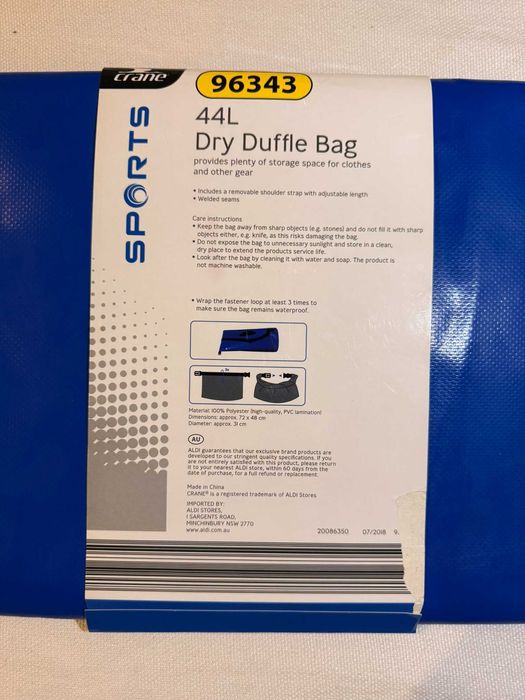 crane
96343
SPORTS
44L
Dry Duffle Bag
provides plenty of storage space for clothes
and other gear
• Includes a removable shoulder strap with adjustable length
• Welded seams
Care instructions
• Keep the bag away from sharp objects (e.g. stones) and do not fill it with sharp
objects either, e.g. knife, as this risks damaging the bag.
• Do not expose the bag to unnecessary sunlight and store in a clean,
dry place to extend the products service life.
• Look after the bag by cleaning it with water and soap. The product is
not machine washable.
• Wrap the fastener loop at least 3 times to
make sure the bag remains waterproof.
3x
Material: 100% Polyester (high-quality, PVC lamination)
Dimensions: approx. 72 x 48 cm
Diameter: approx. 31 cm
AU
ALDI guarantees that our exclusive brand products are
developed to our stringent quality specifications. If you
are not entirely satisfied with this product, please return
it to your nearest ALDI store, within 60 days from the
date of purchase, for a full refund or replacement.
Made in China
CRANE® is a registered trademark of ALDI Stores
IMPORTED BY:
ALDI STORES,
1 SARGENTS ROAD,
MINCHINBURY NSW 2770
www.aldi.com.au
20086350 07/2018 9.